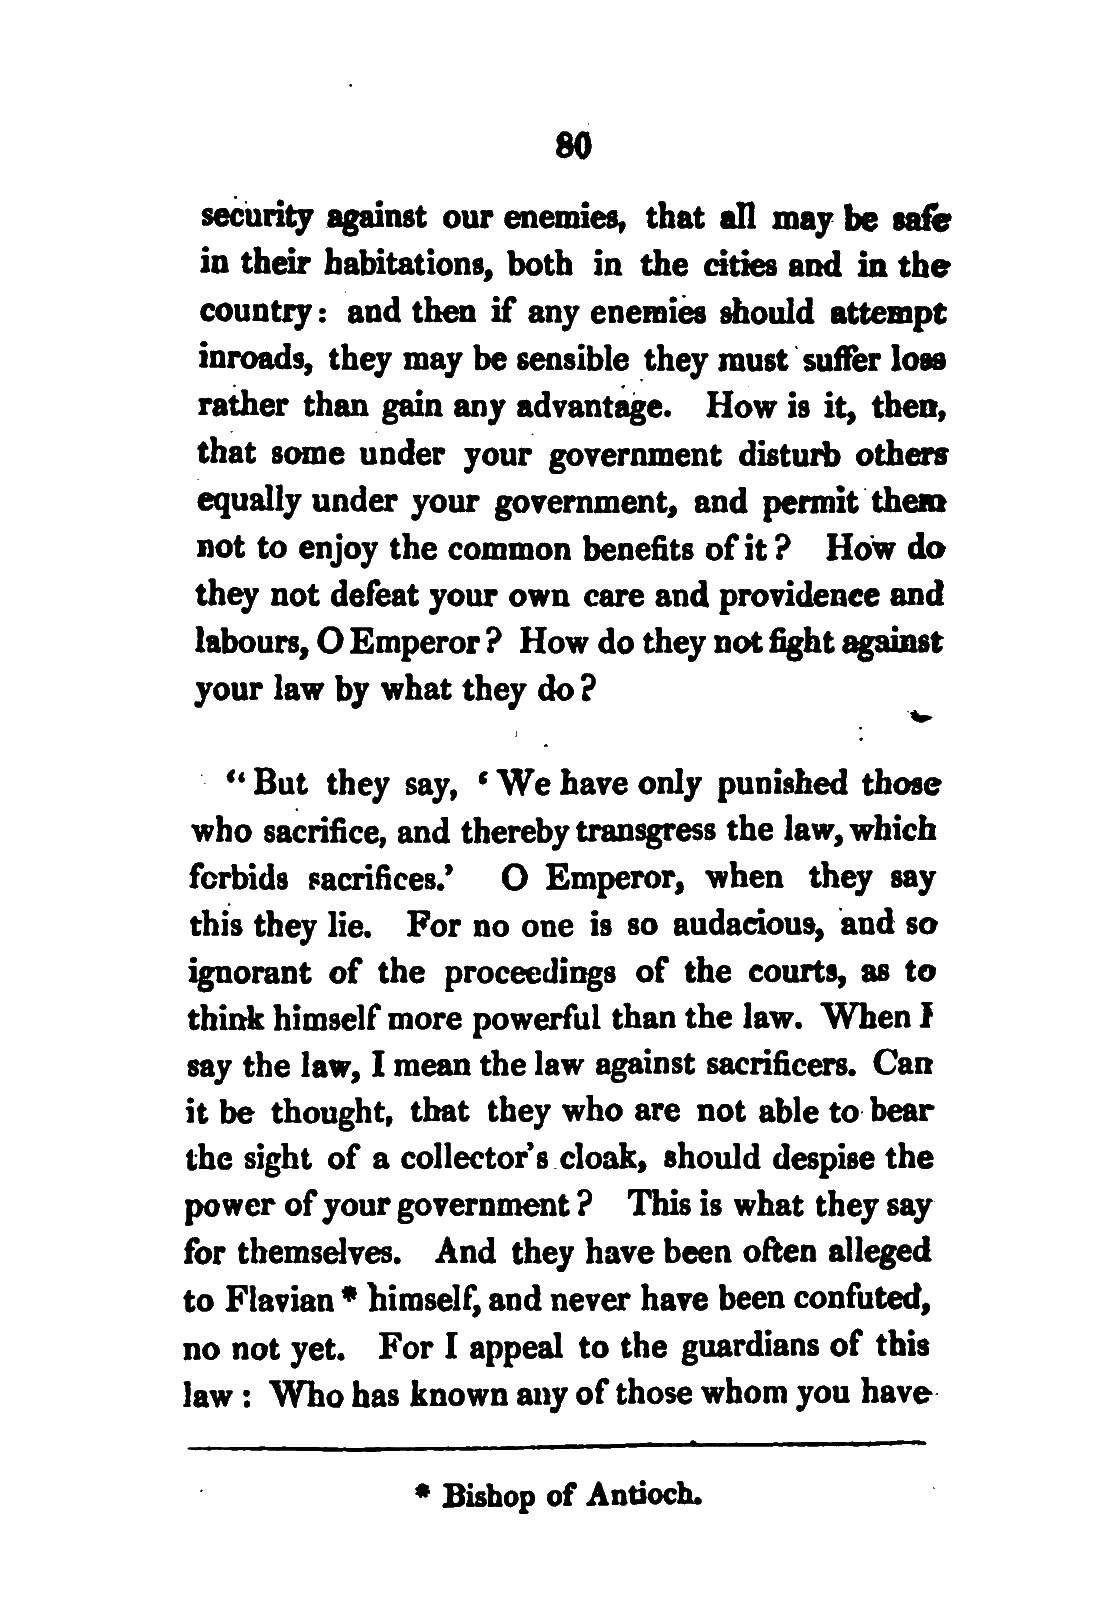 80
security against our enemies, that all may be safe
in their habitations, both in the cities and in the
country: and then if any enemies should attempt
inroads, they may be sensible they must suffer loss
rather than gain any advantage. How is it, then,
that some under your government disturb others
equally under your government, and permit them
not to enjoy the common benefits of it? How do
they not defeat your own care and providence and
labours, O Emperor? How do they not fight against
your law by what they do?
"But they say, 'We have only punished those
who sacrifice, and thereby transgress the law, which
forbids sacrifices.' O Emperor, when they say
this they lie. For no one is so audacious, and so
ignorant of the proceedings of the courts, as to
think himself more powerful than the law. When I
say the law, I mean the law against sacrificers. Can
it be thought, that they who are not able to bear
the sight of a collector's cloak, should despise the
power of your government? This is what they say
for themselves. And they have been often alleged
to Flavian * himself, and never have been confuted,
no not yet. For I appeal to the guardians of this
law: Who has known any of those whom you have
* Bishop of Antioch.